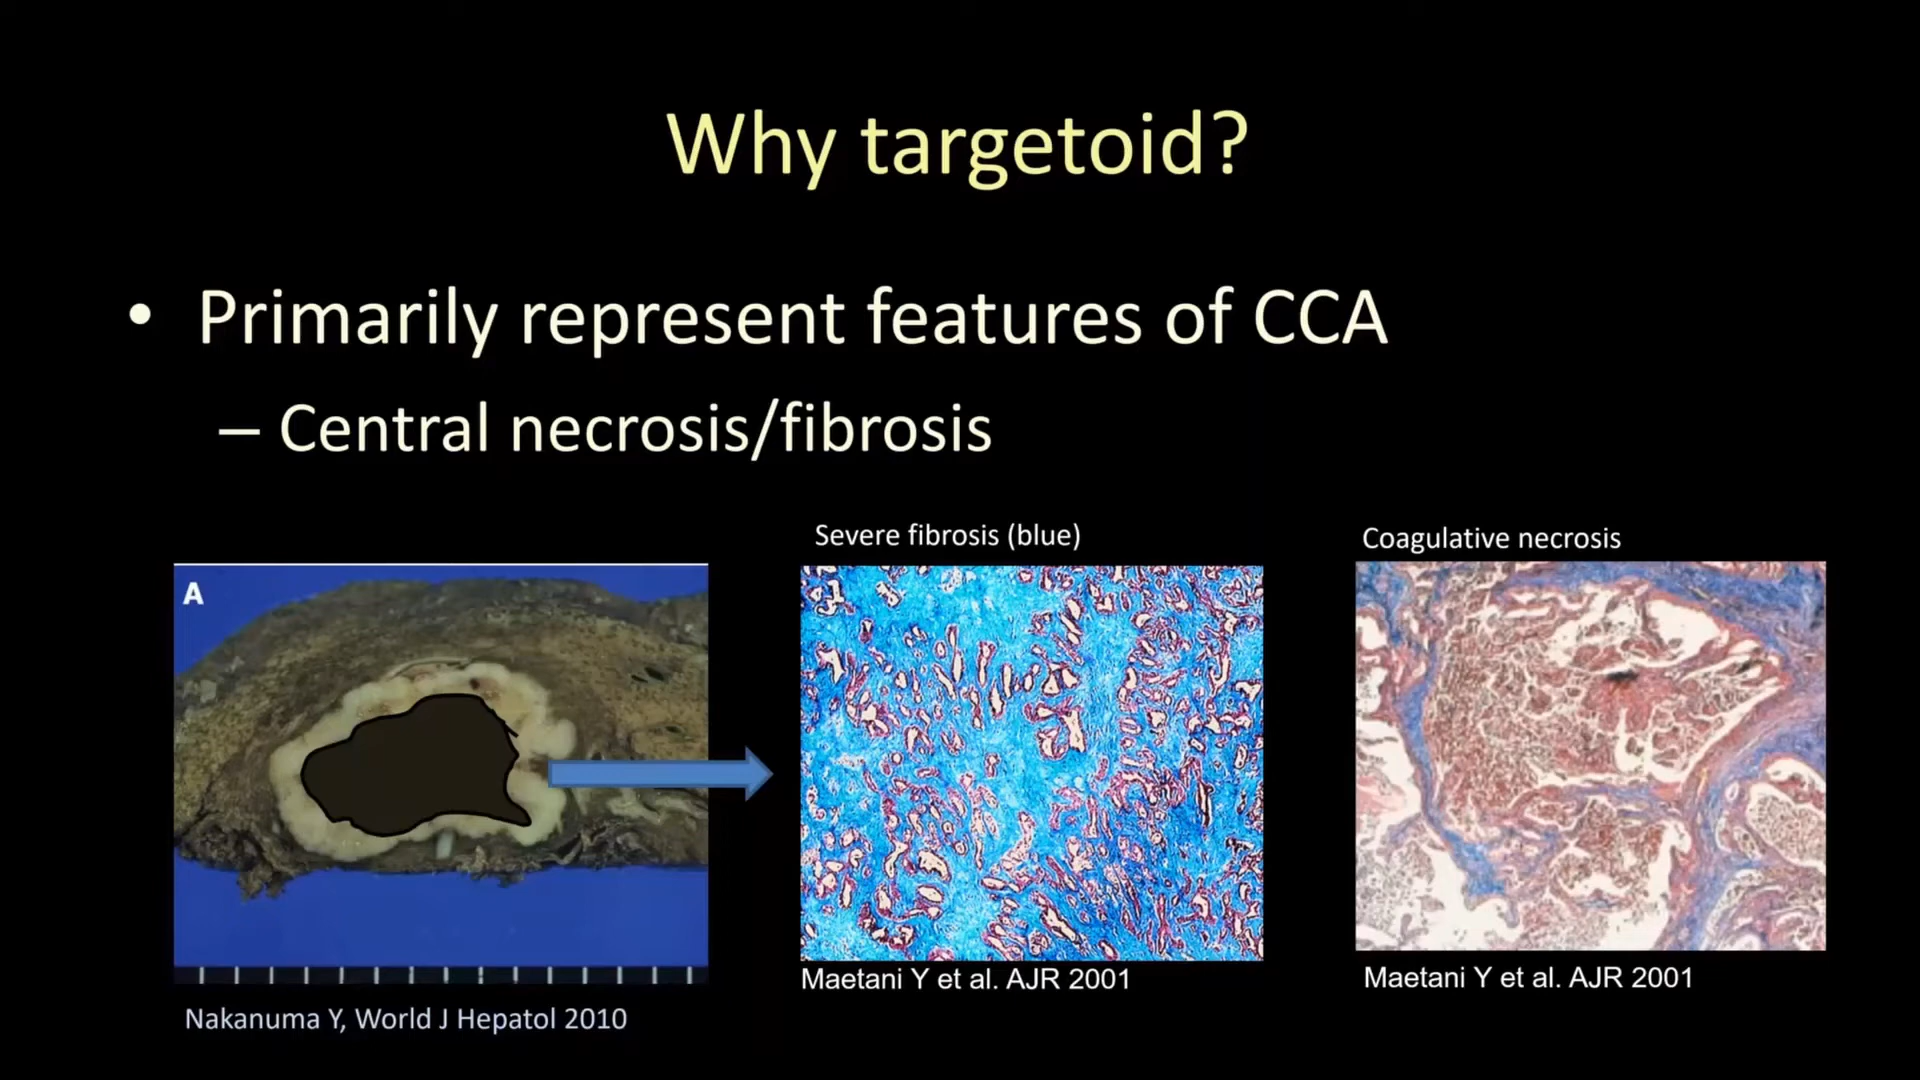 Why targetoid?
• Primarily represent features of CCA
– Central necrosis/fibrosis
Severe fibrosis (blue)
Coagulative necrosis
A
Maetani Y et al. AJR 2001
Maetani Y et al. AJR 2001
Nakanuma Y, World J Hepatol 2010